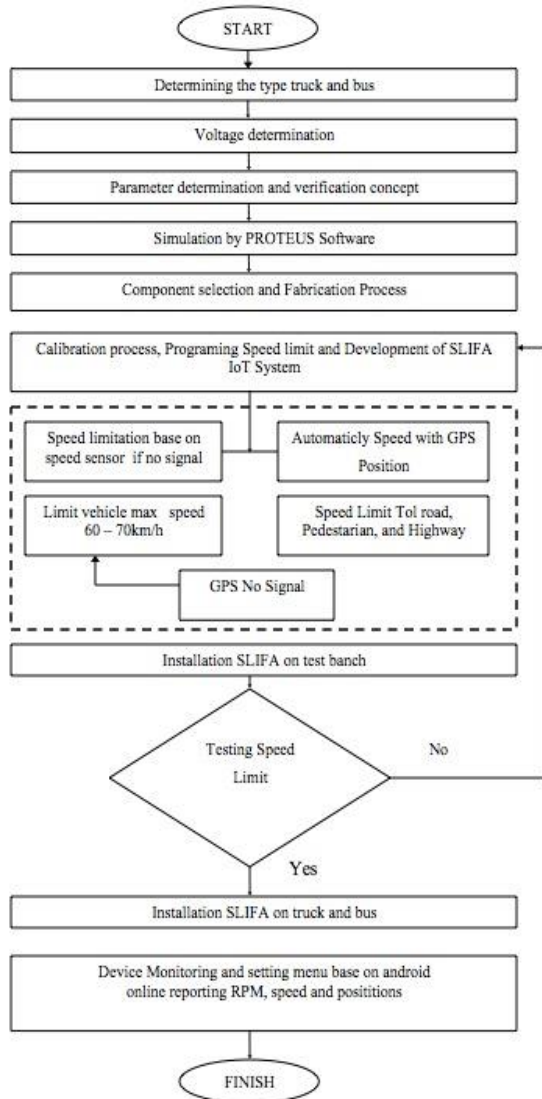 START
Determining the type truck and bus
Voltage determination
Parameter determination and verification concept
Simulation by PROTEUS Software
Component selection and Fabrication Process
Calibration process, Programing Speed limit and Development of SLIFA
IoT System
Speed limitation base on
speed sensor if no signal
Automaticly Speed with GPS
Position
Limit vehicle max speed
60 – 70km/h
Speed Limit Tol road,
Pedestarian, and Highway
GPS No Signal
Installation SLIFA on test banch
Testing Speed
Limit
No
Yes
Installation SLIFA on truck and bus
Device Monitoring and setting menu base on android
online reporting RPM, speed and posititions
FINISH